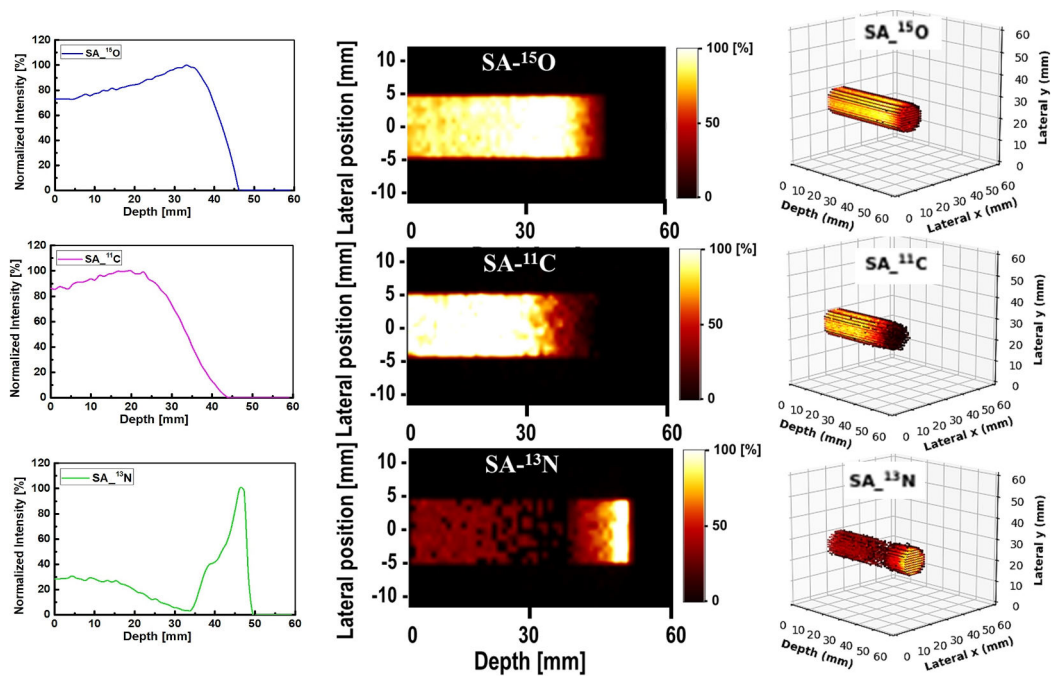 120
100
80
60
40
20
0
Normalized Intensity [%]
SA_¹⁵O
0 10 20 30 40 50 60
Depth [mm]
10
5
0
-5
-10
Lateral position [mm]
SA-¹⁵O
0 30 60
100 [%]
50
0
SA_¹⁵O
0 10 20 30 40 50 60
Depth (mm)
0 10 20 30 40 50 60
Lateral x (mm)
60
50
40
30
20
10
0
Lateral y (mm)
120
100
80
60
40
20
0
Normalized Intensity [%]
SA_¹¹C
0 10 20 30 40 50 60
Depth [mm]
10
5
0
-5
-10
Lateral position [mm]
SA-¹¹C
0 30 60
100 [%]
50
0
SA_¹¹C
0 10 20 30 40 50 60
Depth (mm)
0 10 20 30 40 50 60
Lateral x (mm)
60
50
40
30
20
10
0
Lateral y (mm)
120
100
80
60
40
20
0
Normalized Intensity [%]
SA_¹³N
0 10 20 30 40 50 60
Depth [mm]
10
5
0
-5
-10
Lateral position [mm]
SA-¹³N
0 30 60
Depth [mm]
100 [%]
50
0
SA_¹³N
0 10 20 30 40 50 60
Depth (mm)
0 10 20 30 40 50 60
Lateral x (mm)
60
50
40
30
20
10
0
Lateral y (mm)